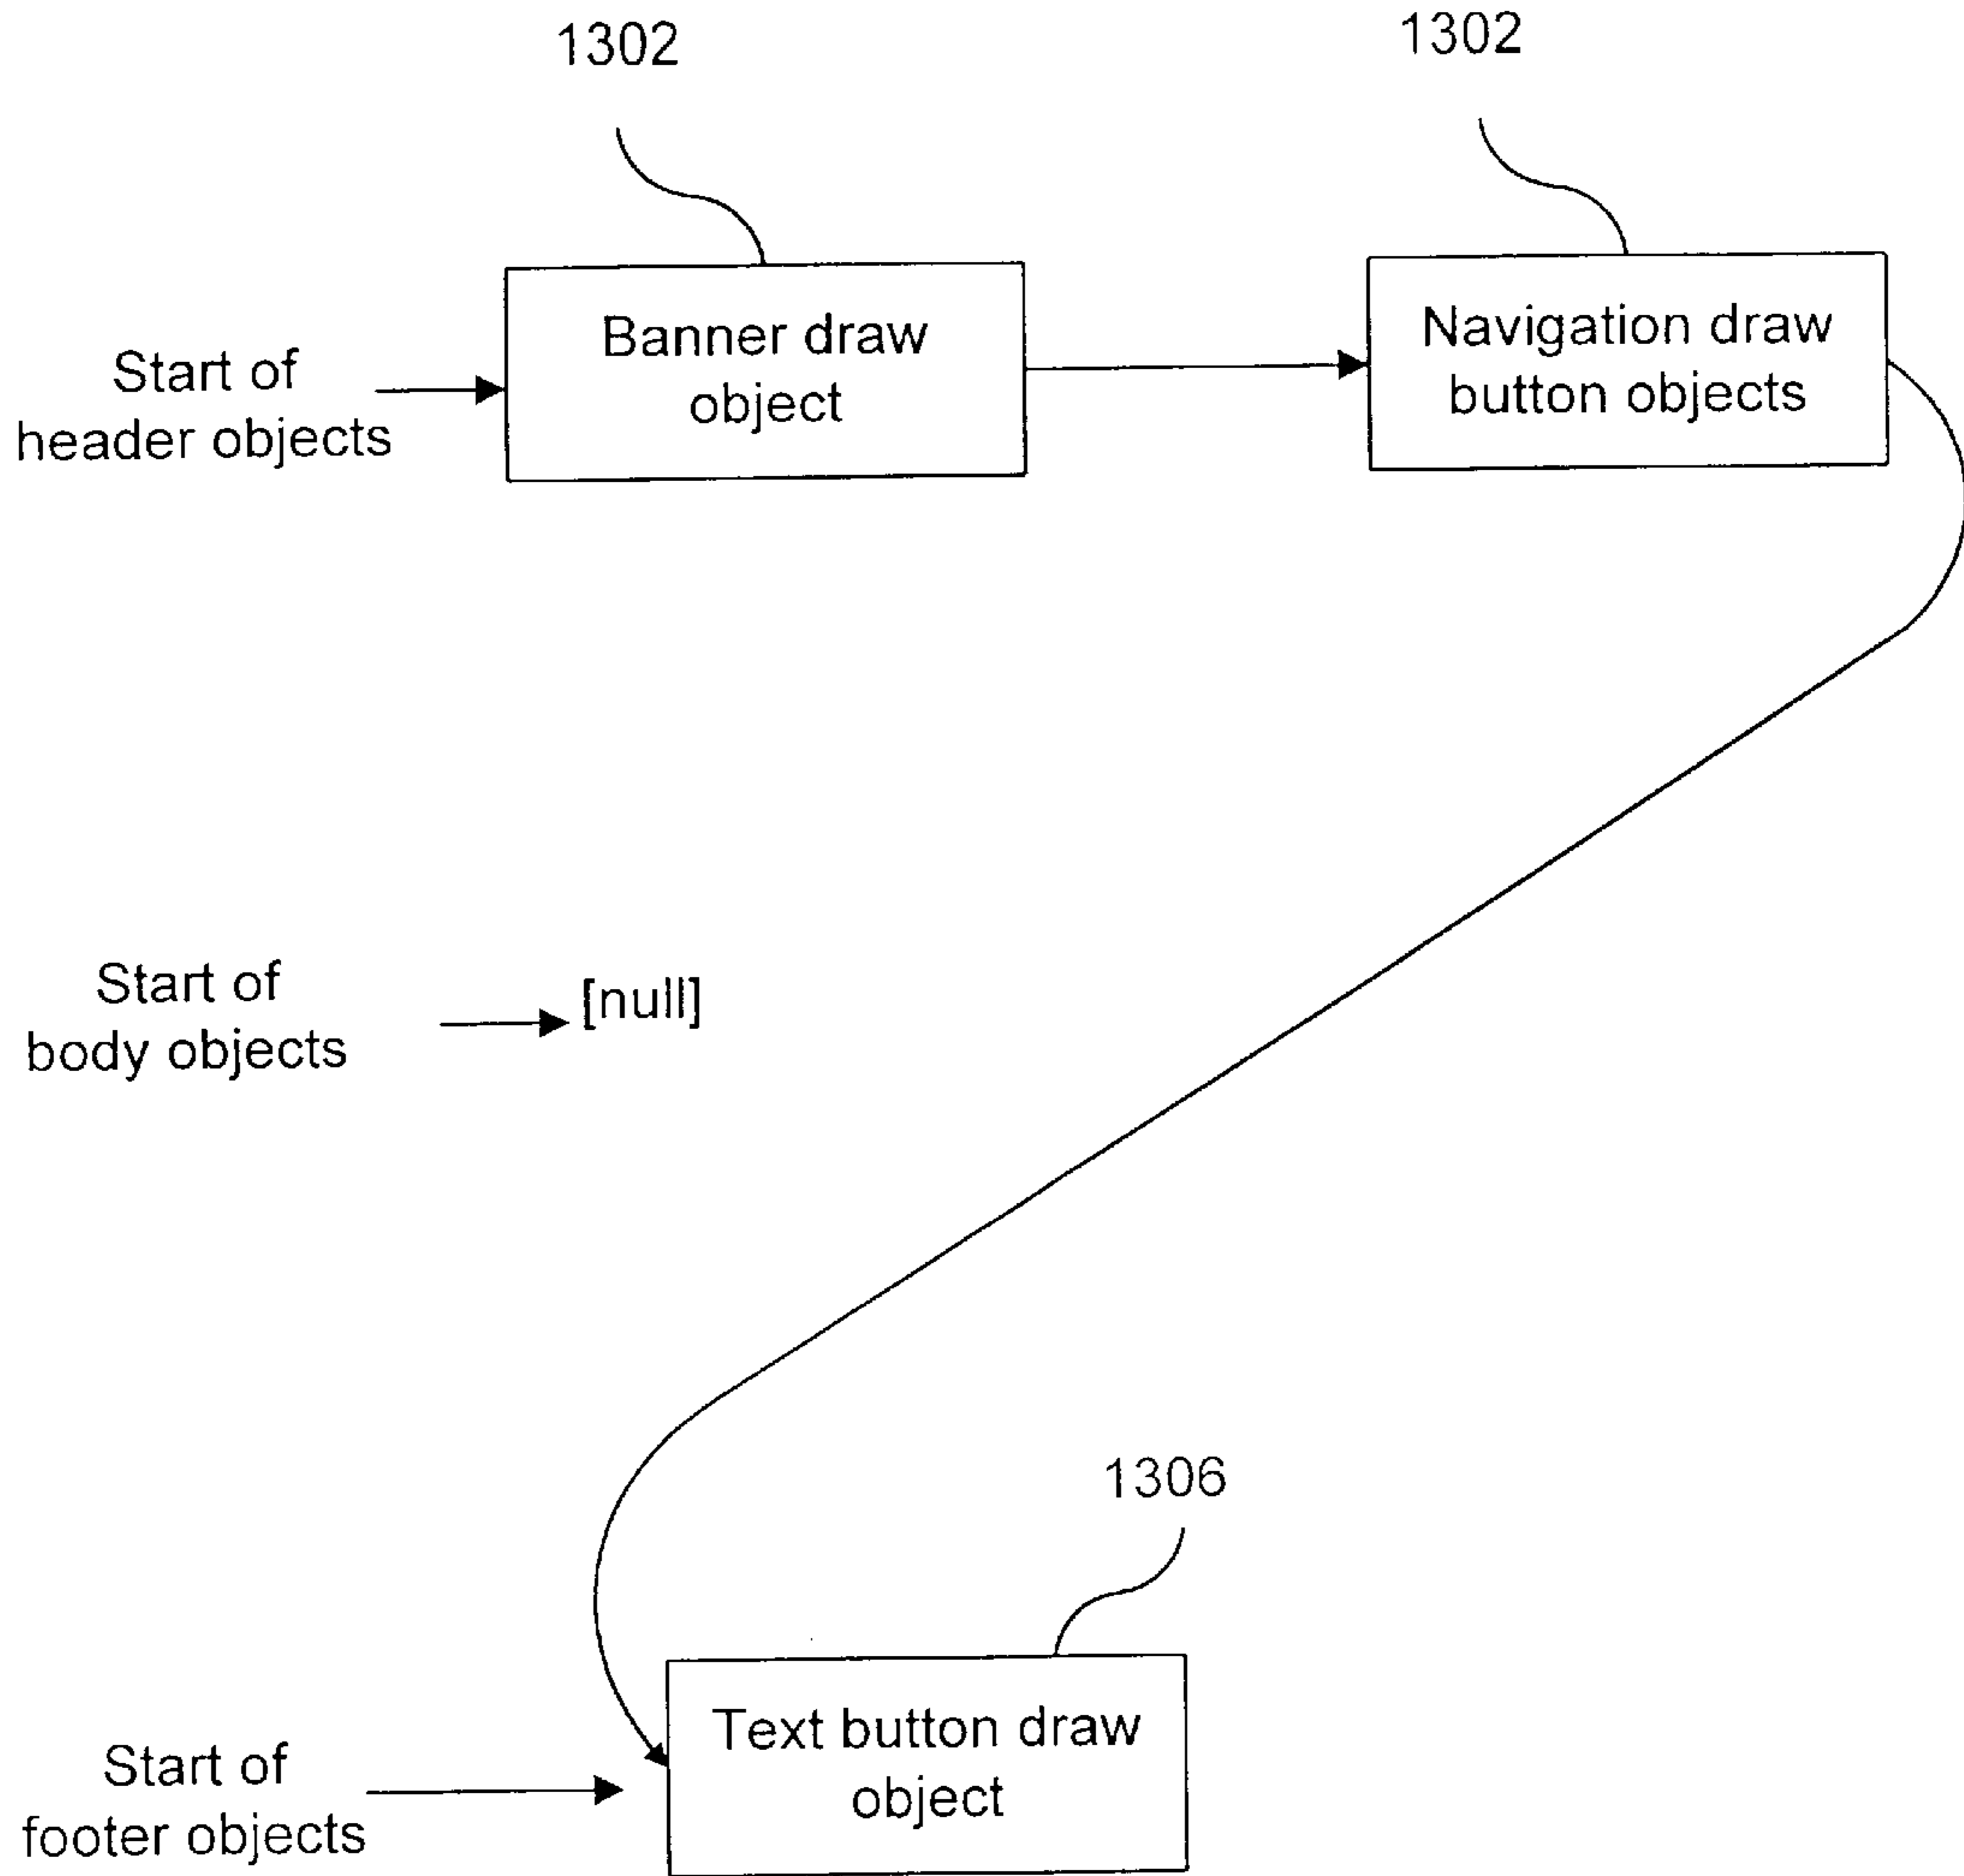 1302
1302
Banner draw
object
Navigation draw
button objects
Start of
header objects
Start of
body objects
[null]
1306
Text button draw
object
Start of
footer objects